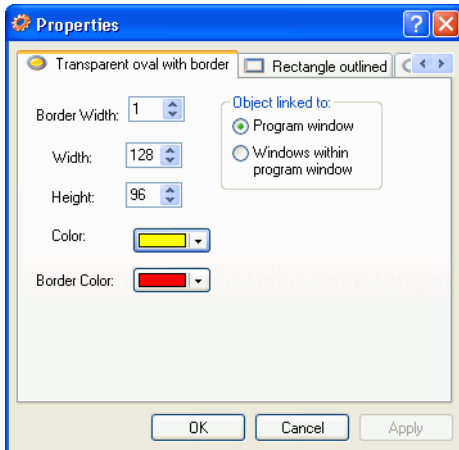 Properties
Transparent oval with border
Rectangle outlined
Border Width: 1
Width: 128
Height: 96
Color:
Border Color:
Object linked to:
Program window
Windows within
program window
OK
Cancel
Apply